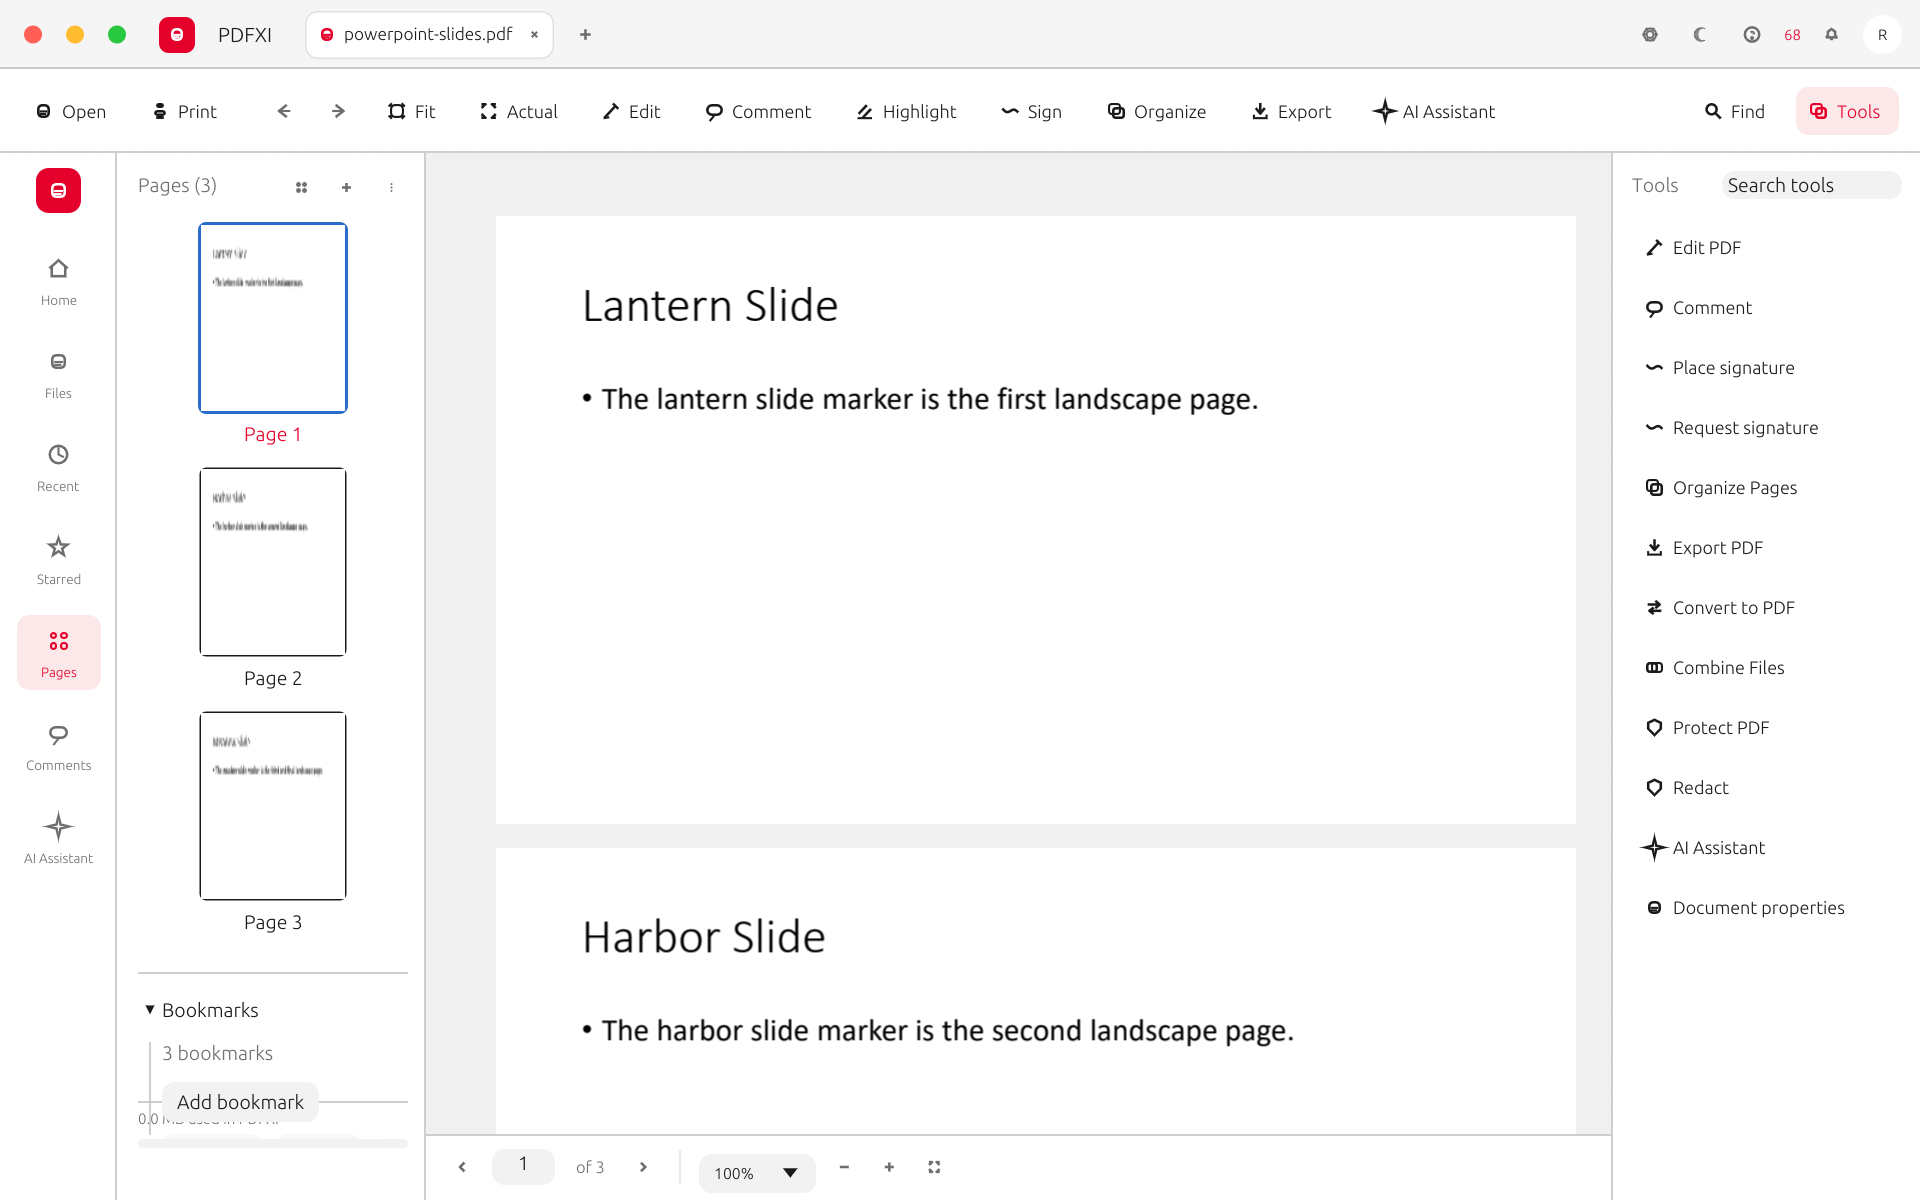 PDFXI
powerpoint-slides.pdf
68
R
Open
Print
Fit
Actual
Edit
Comment
Highlight
Sign
Organize
Export
AI Assistant
Find
Tools
Home
Files
Recent
Starred
Pages
Comments
AI Assistant
Pages (3)
Page 1
Page 2
Page 3
Bookmarks
3 bookmarks
Add bookmark
Lantern Slide
• The lantern slide marker is the first landscape page.
Harbor Slide
• The harbor slide marker is the second landscape page.
1 of 3
100%
Tools
Search tools
Edit PDF
Comment
Place signature
Request signature
Organize Pages
Export PDF
Convert to PDF
Combine Files
Protect PDF
Redact
AI Assistant
Document properties